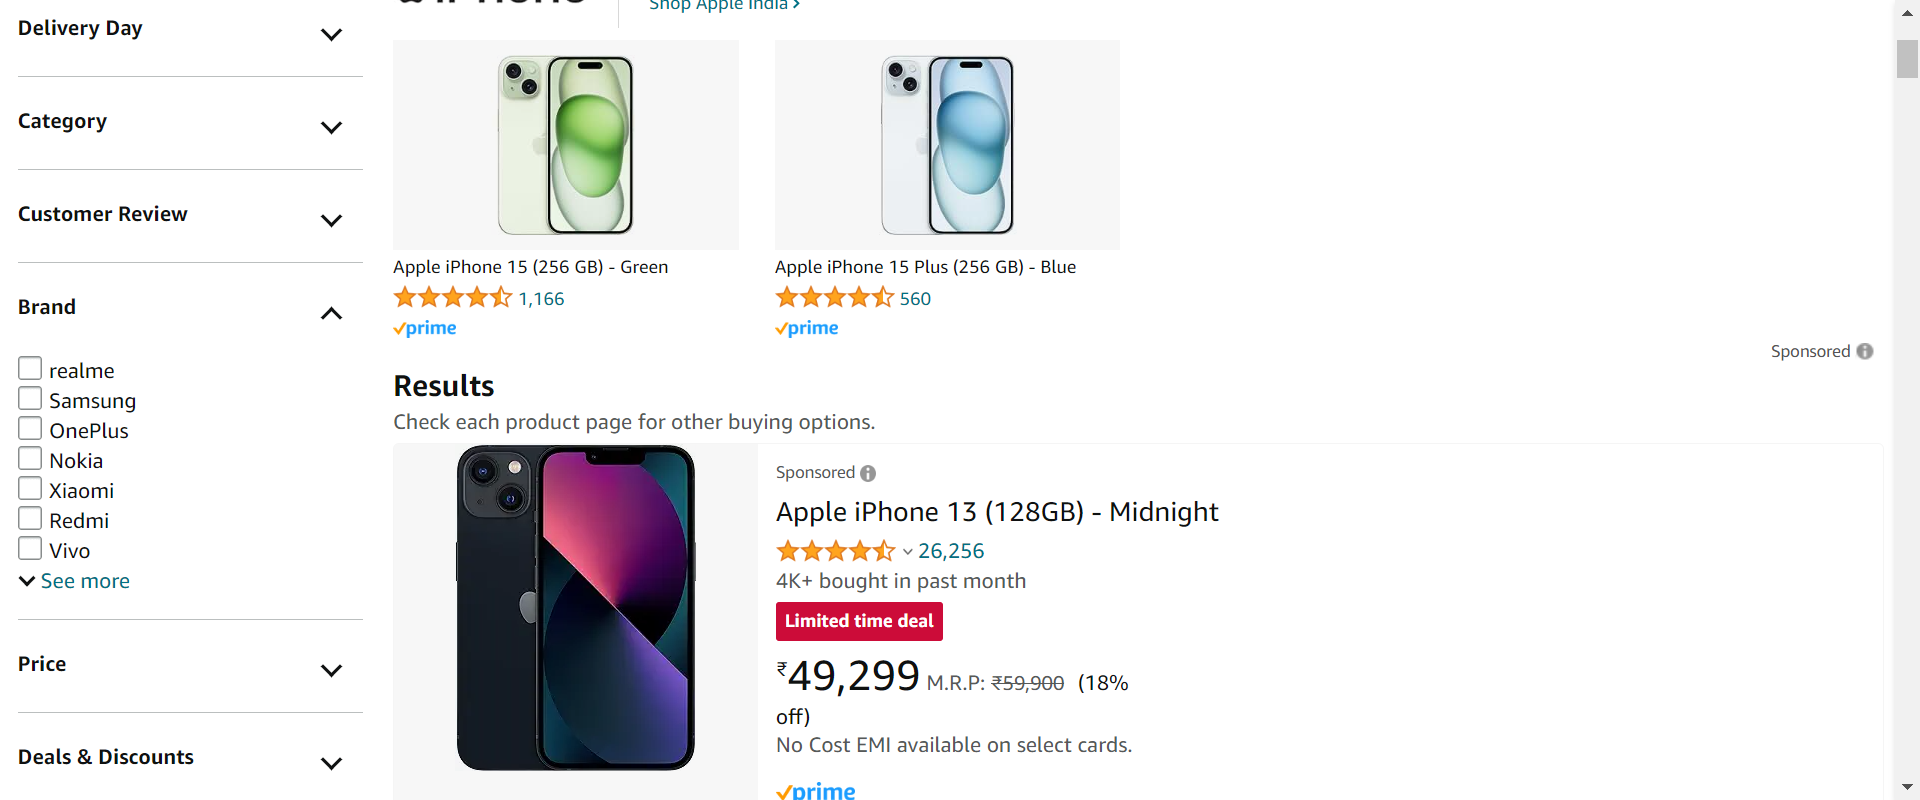 iPHONE
Shop Apple India ›
Delivery Day
Category
Customer Review
Brand
realme
Samsung
OnePlus
Nokia
Xiaomi
Redmi
Vivo
See more
Price
Deals & Discounts
Apple iPhone 15 (256 GB) - Green
1,166
prime
Apple iPhone 15 Plus (256 GB) - Blue
560
prime
Sponsored
Results
Check each product page for other buying options.
Sponsored
Apple iPhone 13 (128GB) - Midnight
26,256
4K+ bought in past month
Limited time deal
₹49,299 M.R.P: ₹59,900 (18%
off)
No Cost EMI available on select cards.
prime